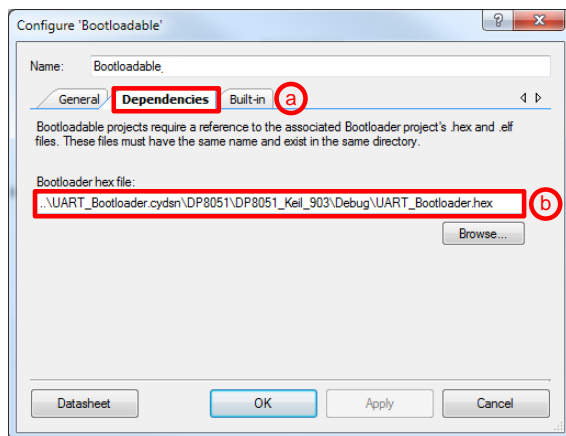 Configure 'Bootloadable'
Name: Bootloadable
General Dependencies Built-in a
Bootloadable projects require a reference to the associated Bootloader project's .hex and .elf
files. These files must have the same name and exist in the same directory.
Bootloader hex file:
..\UART_Bootloader.cydsn\DP8051\DP8051_Keil_903\Debug\UART_Bootloader.hex b
Browse...
Datasheet OK Apply Cancel